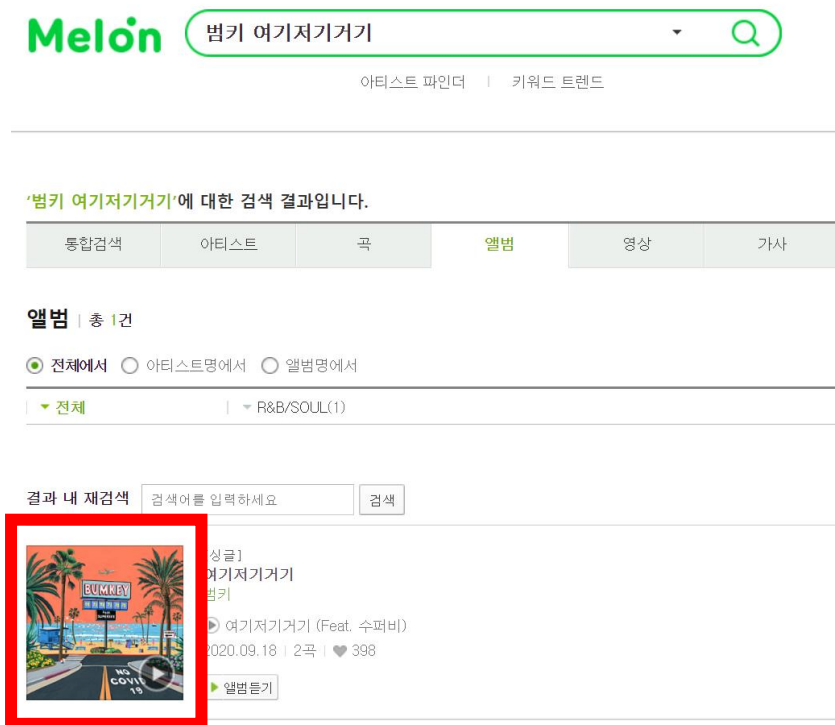 Melon 범키 여기저기거기
아티스트 파인더 | 키워드 트렌드
'범키 여기저기거기'에 대한 검색 결과입니다.
통합검색 아티스트 곡 앨범 영상 가사
앨범 | 총 1건
전체에서 아티스트명에서 앨범명에서
전체 | R&B/SOUL(1)
결과 내 재검색 검색어를 입력하세요 검색
싱글]
여기저기거기
범키
여기저기거기 (Feat. 수퍼비)
2020.09.18 | 2곡 | 398
앨범듣기
BUMKEY
NO
COVID
19